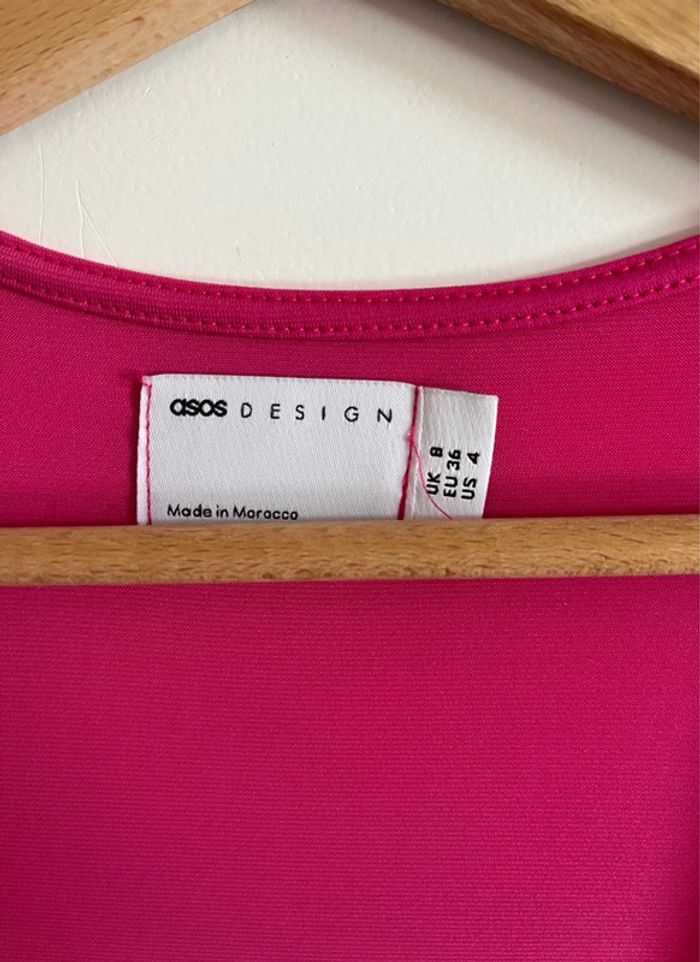 asos DESIGN
Made in Morocco
UK 8
EU 36
US 4